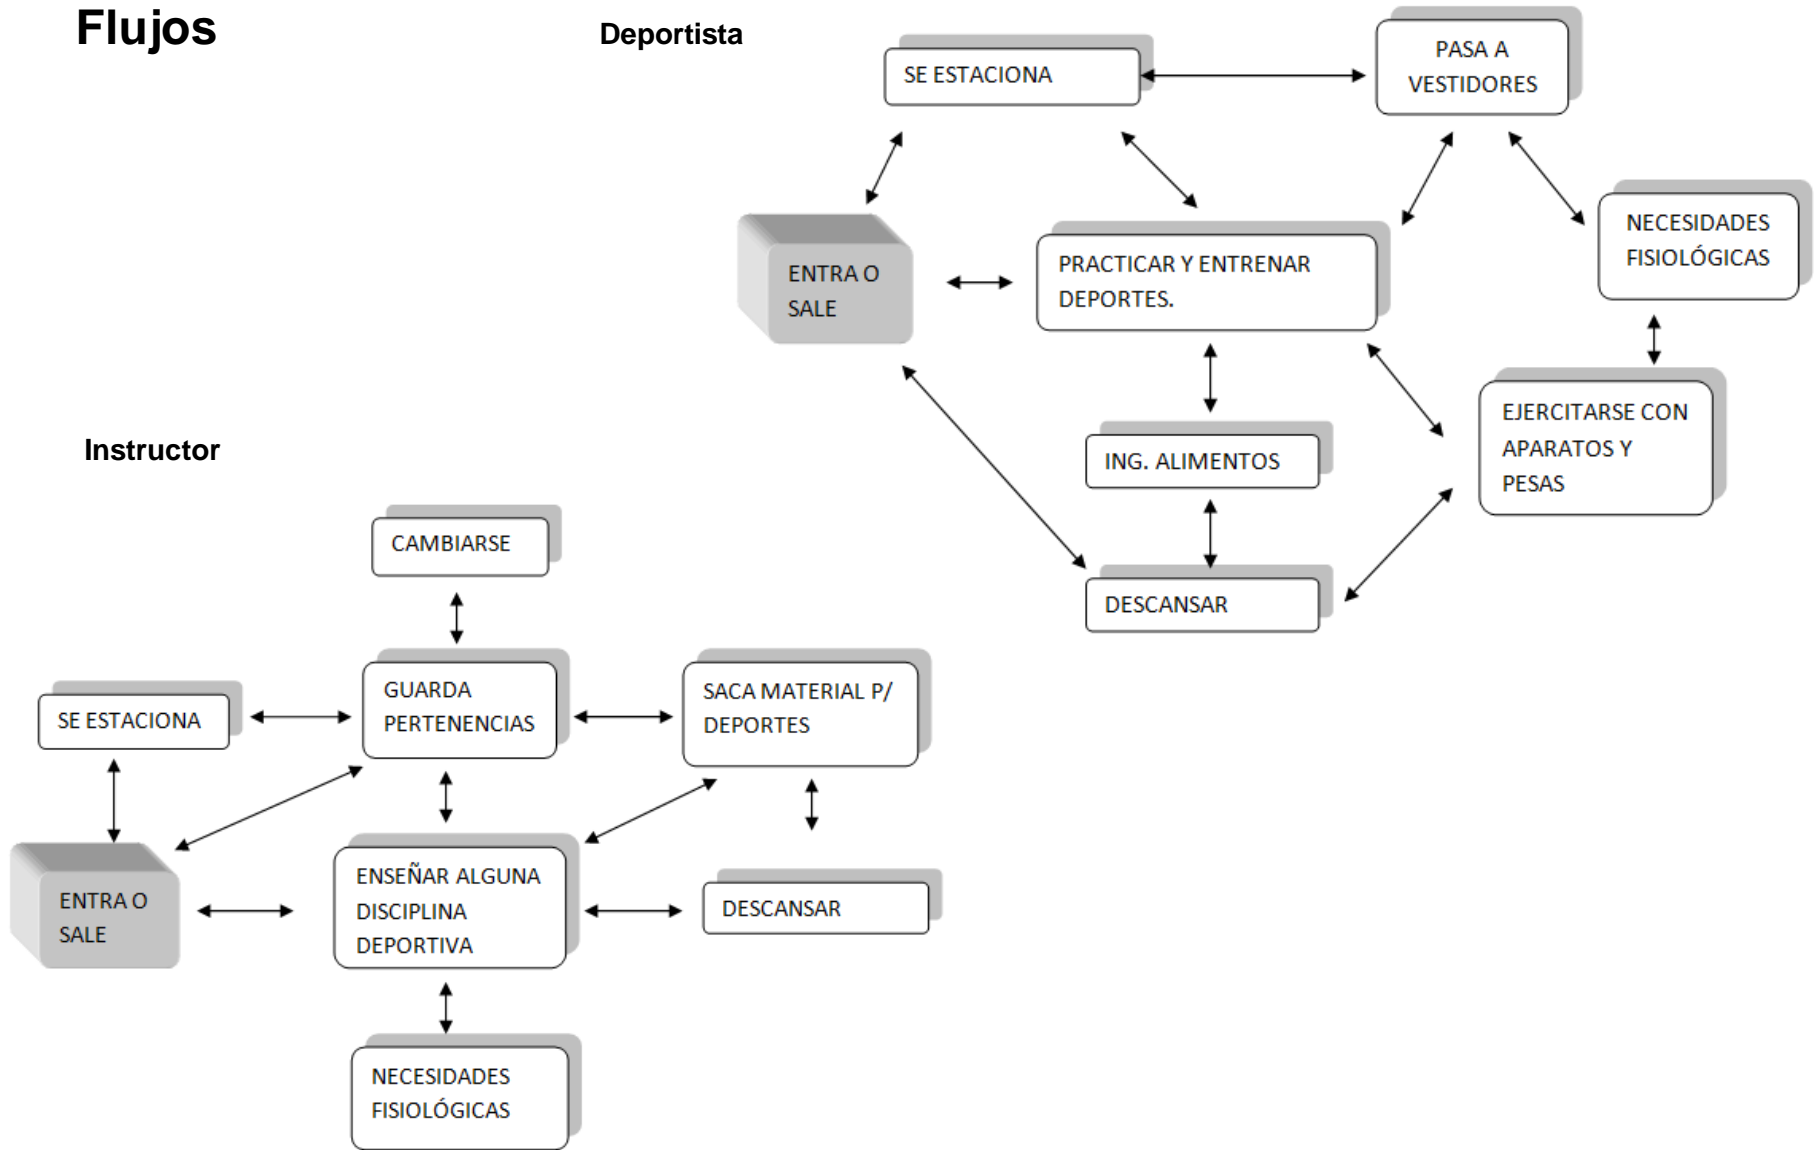 Flujos
Deportista
SE ESTACIONA
PASA A
VESTIDORES
NECESIDADES
FISIOLÓGICAS
ENTRA O
SALE
PRACTICAR Y ENTRENAR
DEPORTES.
EJERCITARSE CON
APARATOS Y
PESAS
ING. ALIMENTOS
DESCANSAR
Instructor
CAMBIARSE
GUARDA
PERTENENCIAS
SACA MATERIAL P/
DEPORTES
SE ESTACIONA
ENTRA O
SALE
ENSEÑAR ALGUNA
DISCIPLINA
DEPORTIVA
DESCANSAR
NECESIDADES
FISIOLÓGICAS